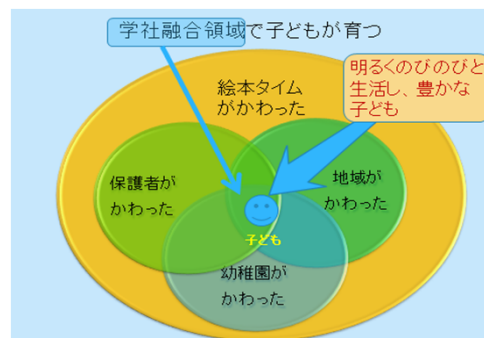 学社融合領域で子どもが育つ
明るくのびのびと
生活し、豊かな
子ども
絵本タイム
がかわった
保護者が
かわった
地域が
かわった
子ども
幼稚園が
かわった